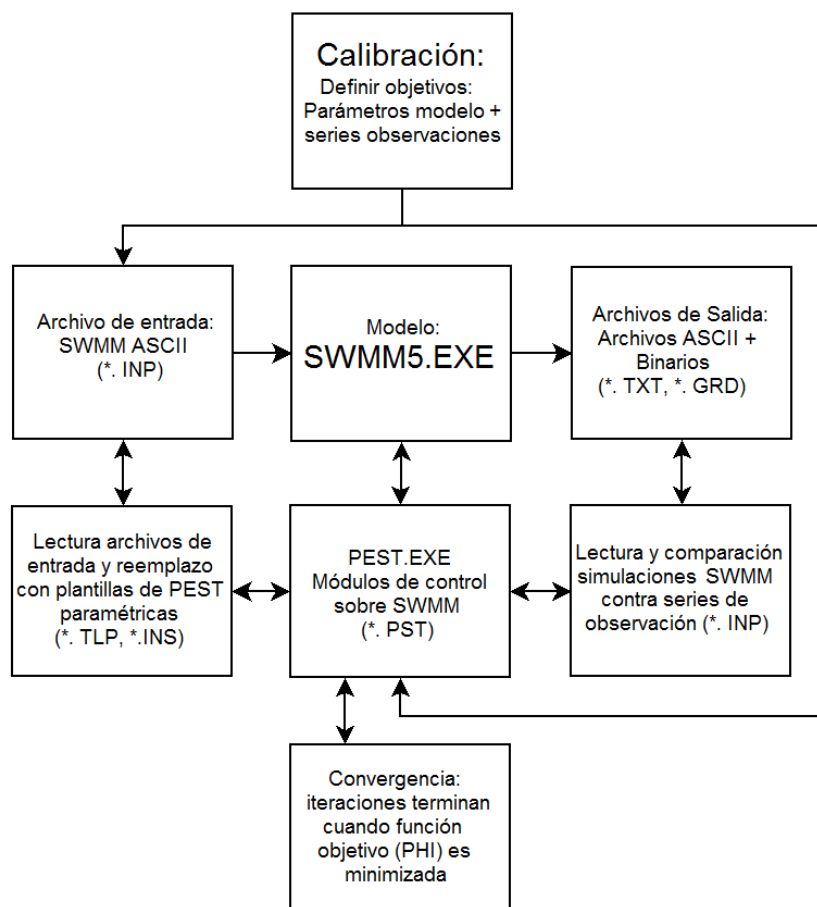 Calibración:
Definir objetivos:
Parámetros modelo +
series observaciones
Archivo de entrada:
SWMM ASCII
(*. INP)
Modelo:
SWMM5.EXE
Archivos de Salida:
Archivos ASCII +
Binarios
(*. TXT, *. GRD)
Lectura archivos de
entrada y reemplazo
con plantillas de PEST
paramétricas
(*. TLP, *.INS)
PEST.EXE
Módulos de control
sobre SWMM
(*. PST)
Lectura y comparación
simulaciones SWMM
contra series de
observación (*. INP)
Convergencia:
iteraciones terminan
cuando función
objetivo (PHI) es
minimizada